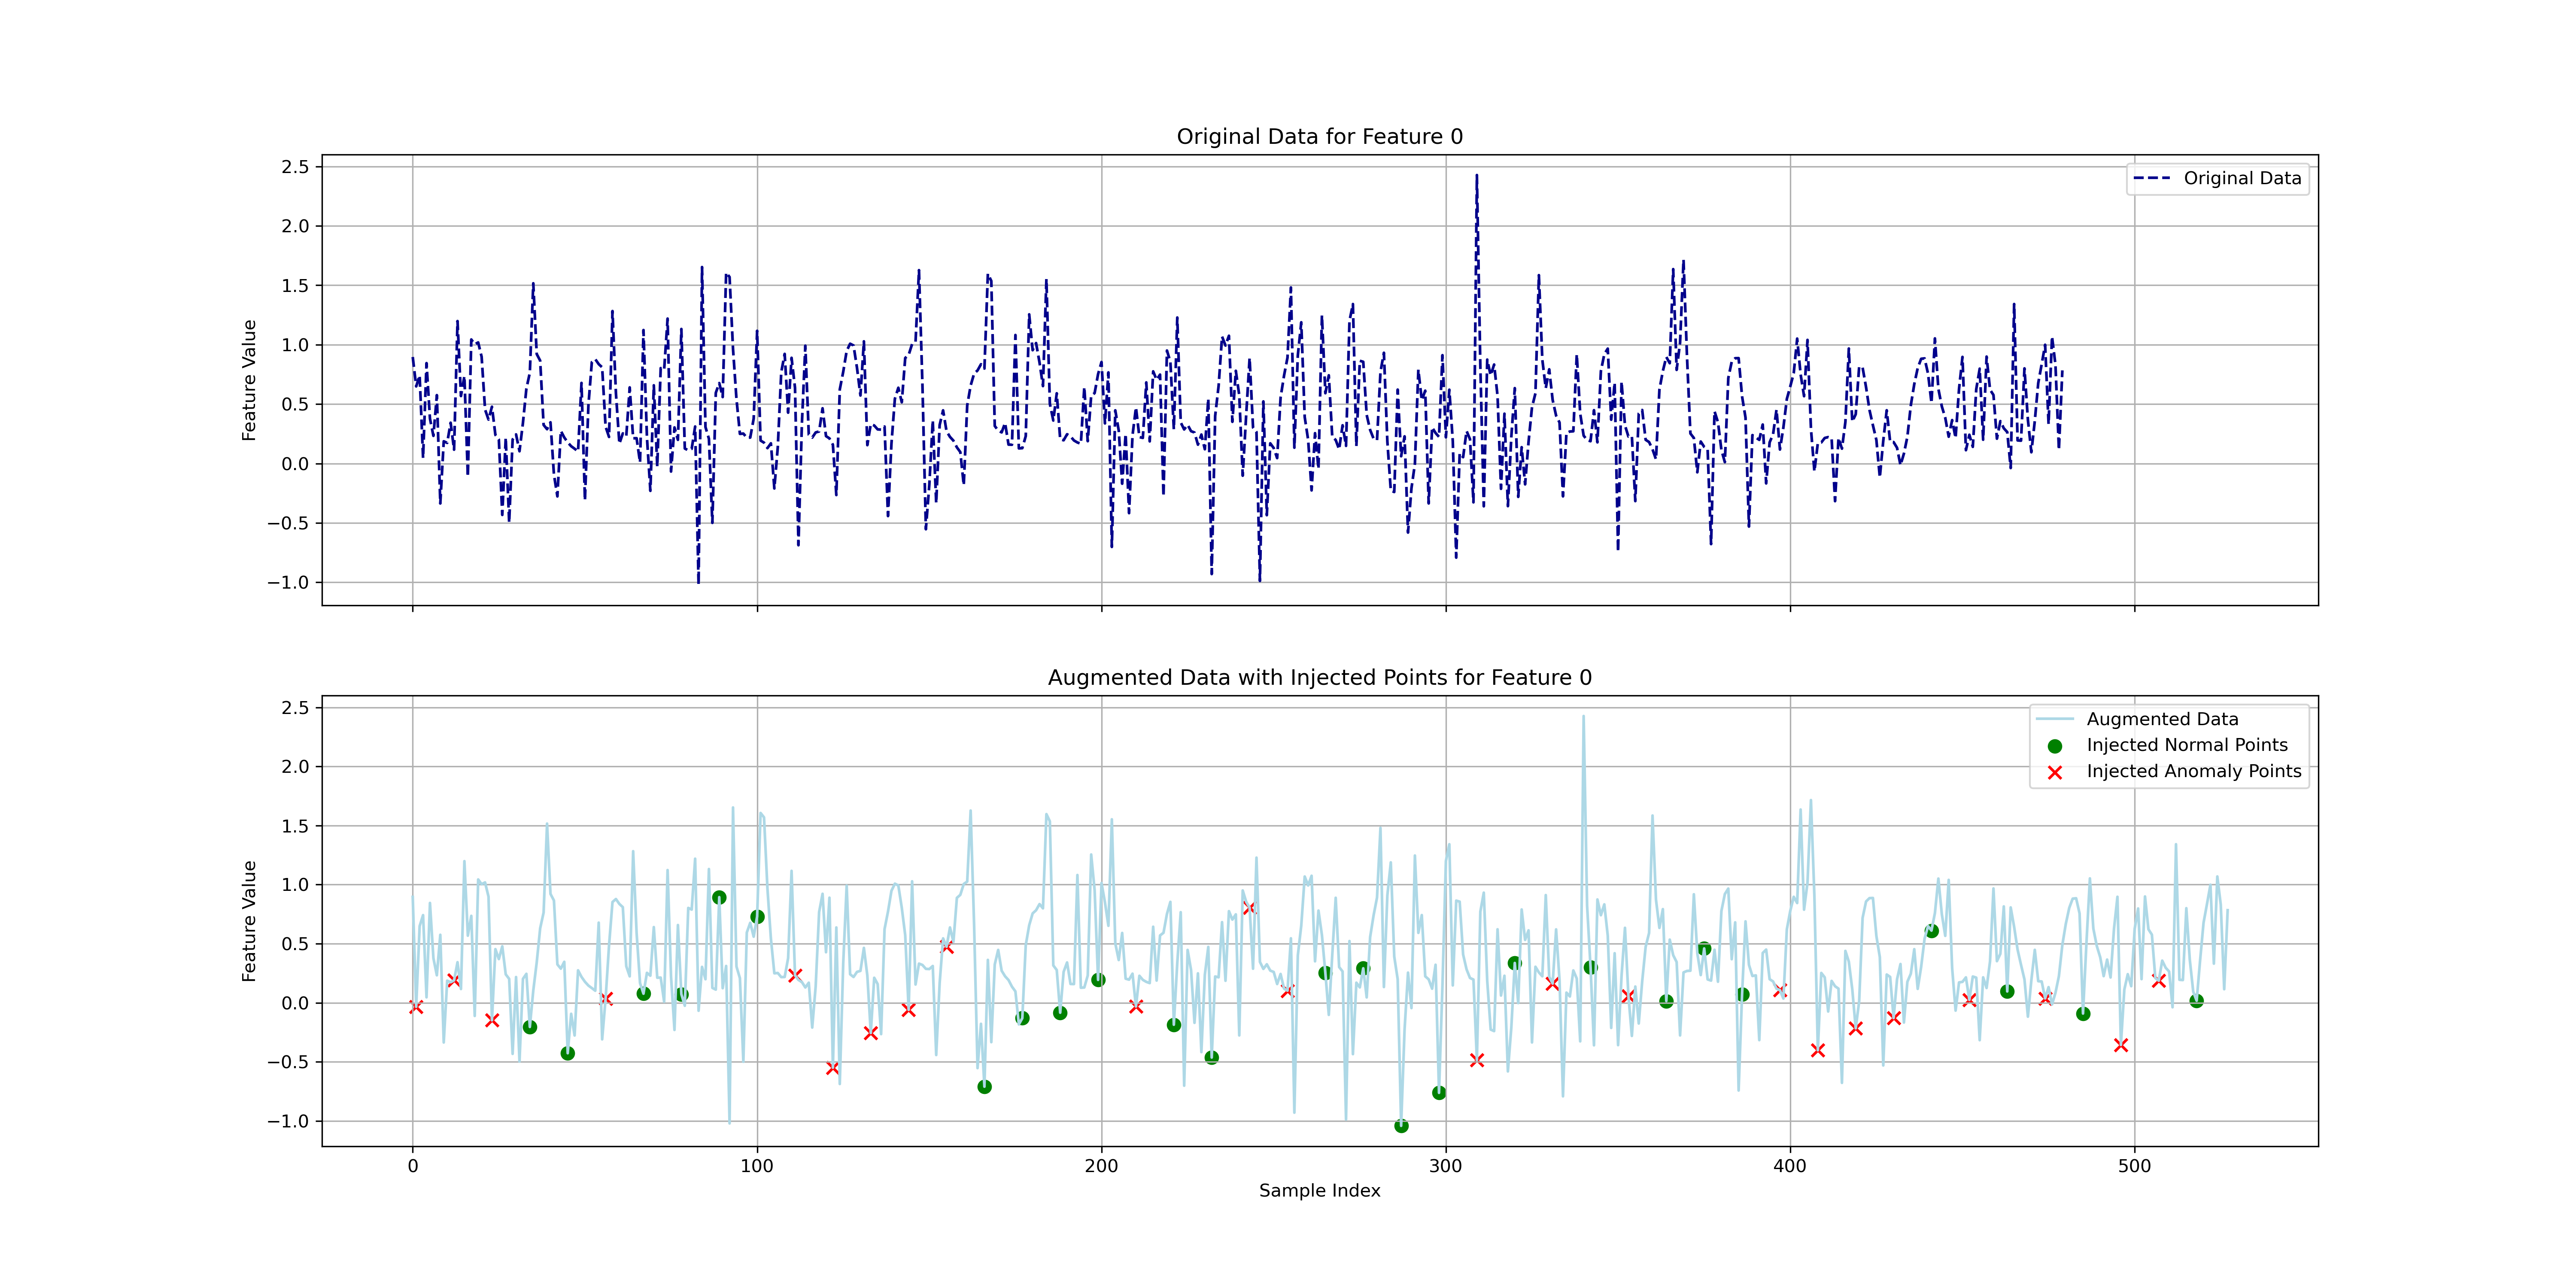 Original Data for Feature 0
2.5
2.0
1.5
1.0
0.5
0.0
−0.5
−1.0
Feature Value
Original Data
Augmented Data with Injected Points for Feature 0
2.5
2.0
1.5
1.0
0.5
0.0
−0.5
−1.0
Feature Value
Augmented Data
Injected Normal Points
Injected Anomaly Points
0 100 200 300 400 500
Sample Index